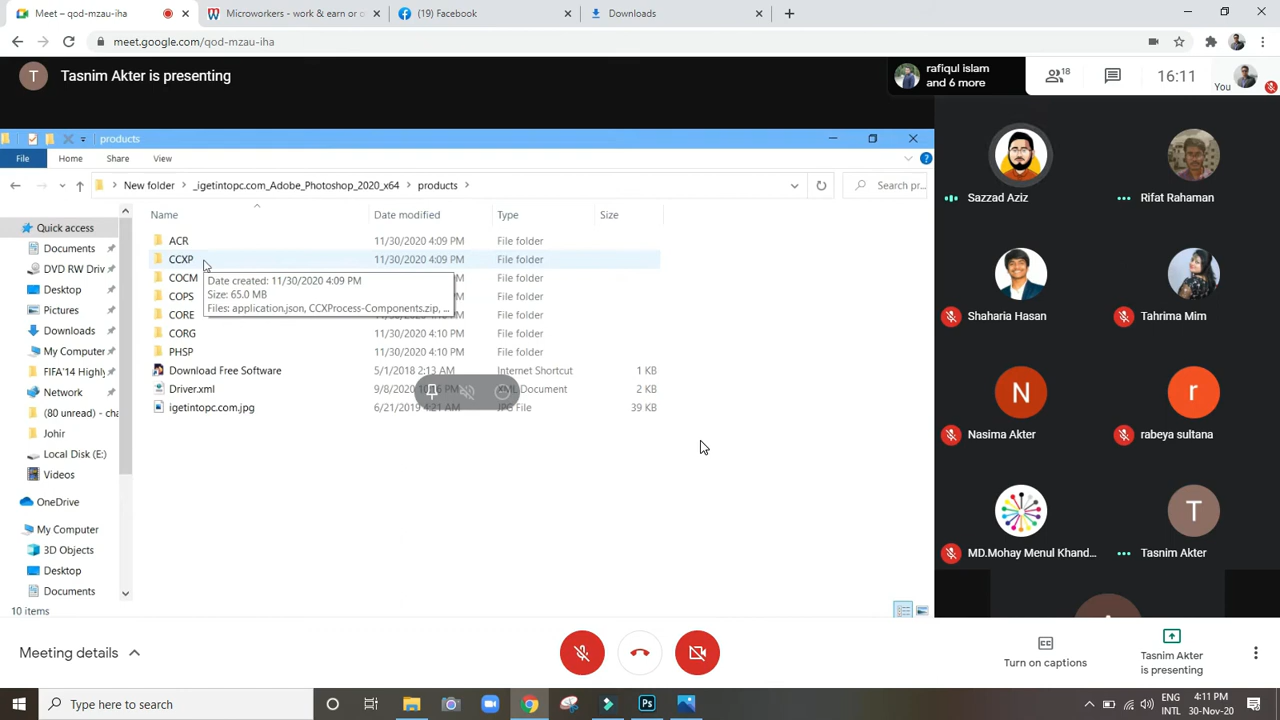 Meet – qod-mzau-iha
Microworkers - work & earn or c
(19) Facebook
Downloads
meet.google.com/qod-mzau-iha
T
Tasnim Akter is presenting
rafiqul islam
and 6 more
18
16:11
You
products
File
Home
Share
View
New folder
_igetintopc.com_Adobe_Photoshop_2020_x64
products
Search pr...
Name
Date modified
Type
Size
Quick access
Documents
DVD RW Driv
Desktop
Pictures
Downloads
My Computer
FIFA'14 Highly
Network
(80 unread) - cha
Johir
Local Disk (E:)
Videos
OneDrive
My Computer
3D Objects
Desktop
Documents
ACR 11/30/2020 4:09 PM File folder
CCXP 11/30/2020 4:09 PM File folder
COCM M File folder
COPS M File folder
CORE M File folder
CORG 11/30/2020 4:10 PM File folder
PHSP 11/30/2020 4:10 PM File folder
Download Free Software 5/1/2018 2:13 AM Internet Shortcut 1 KB
Driver.xml 9/8/2020 PM XML Document 2 KB
igetintopc.com.jpg 6/21/2019 4:21 AM JPG File 39 KB
Date created: 11/30/2020 4:09 PM
Size: 65.0 MB
Files: application.json, CCXProcess-Components.zip, ...
10 items
Sazzad Aziz
Rifat Rahaman
Shaharia Hasan
Tahrima Mim
N
Nasima Akter
r
rabeya sultana
MD.Mohay Menul Khand...
T
Tasnim Akter
Meeting details
Turn on captions
Tasnim Akter
is presenting
Type here to search
Ps
ENG
INTL
4:11 PM
30-Nov-20